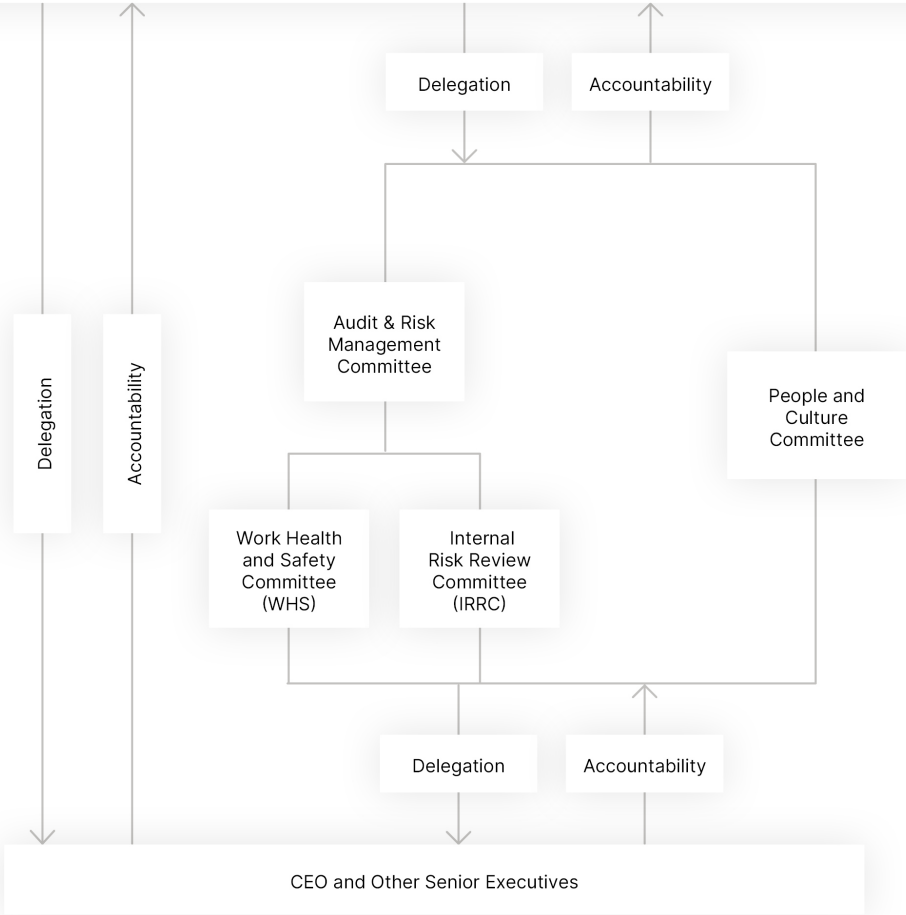 Delegation
Accountability
Audit & Risk
Management
Committee
People and
Culture
Committee
Delegation
Accountability
Work Health
and Safety
Committee
(WHS)
Internal
Risk Review
Committee
(IRRC)
Delegation
Accountability
CEO and Other Senior Executives